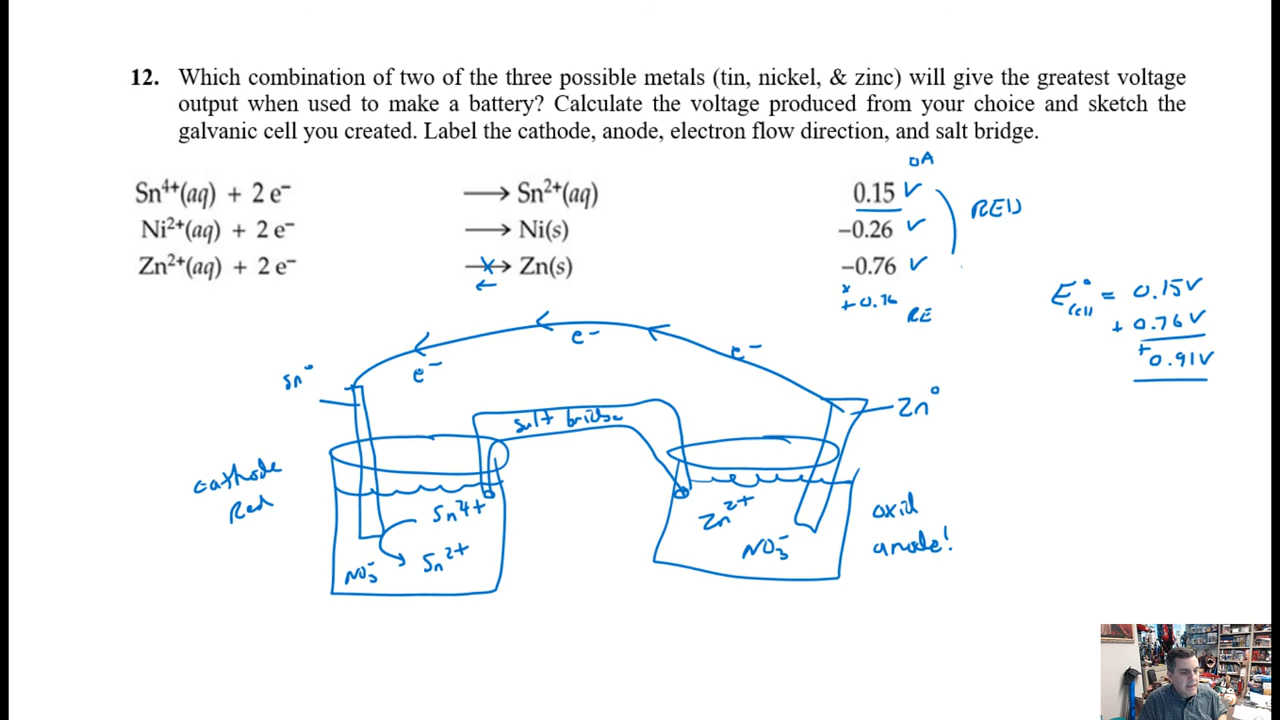 12. Which combination of two of the three possible metals (tin, nickel, & zinc) will give the greatest voltage
output when used to make a battery? Calculate the voltage produced from your choice and sketch the
galvanic cell you created. Label the cathode, anode, electron flow direction, and salt bridge.
OA
Sn⁴⁺(aq) + 2 e⁻ ⟶ Sn²⁺(aq) 0.15 V
RED
Ni²⁺(aq) + 2 e⁻ ⟶ Ni(s) −0.26 V
Zn²⁺(aq) + 2 e⁻ ⟶ Zn(s) −0.76 V
←
+0.76
RE
E°cell = 0.15V
+ 0.76V
+0.91V
e⁻ e⁻ e⁻
Sn°
Zn°
salt bridge
cathode
Red
Sn⁴⁺
Sn²⁺
NO₃⁻
Zn²⁺
NO₃⁻
oxid
anode!